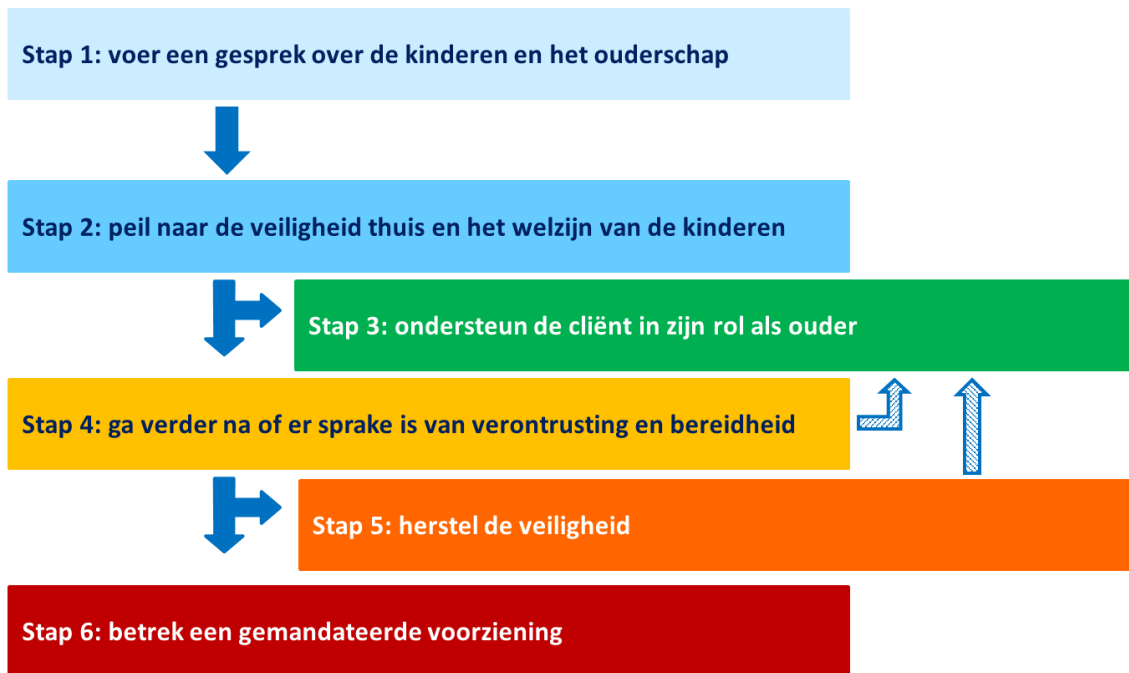 Stap 1: voer een gesprek over de kinderen en het ouderschap
Stap 2: peil naar de veiligheid thuis en het welzijn van de kinderen
Stap 3: ondersteun de cliënt in zijn rol als ouder
Stap 4: ga verder na of er sprake is van verontrusting en bereidheid
Stap 5: herstel de veiligheid
Stap 6: betrek een gemandateerde voorziening